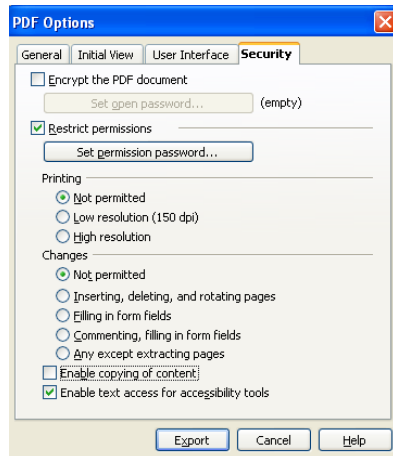 PDF Options
General Initial View User Interface Security
Encrypt the PDF document
Set open password... (empty)
Restrict permissions
Set permission password...
Printing
Not permitted
Low resolution (150 dpi)
High resolution
Changes
Not permitted
Inserting, deleting, and rotating pages
Filling in form fields
Commenting, filling in form fields
Any except extracting pages
Enable copying of content
Enable text access for accessibility tools
Export Cancel Help